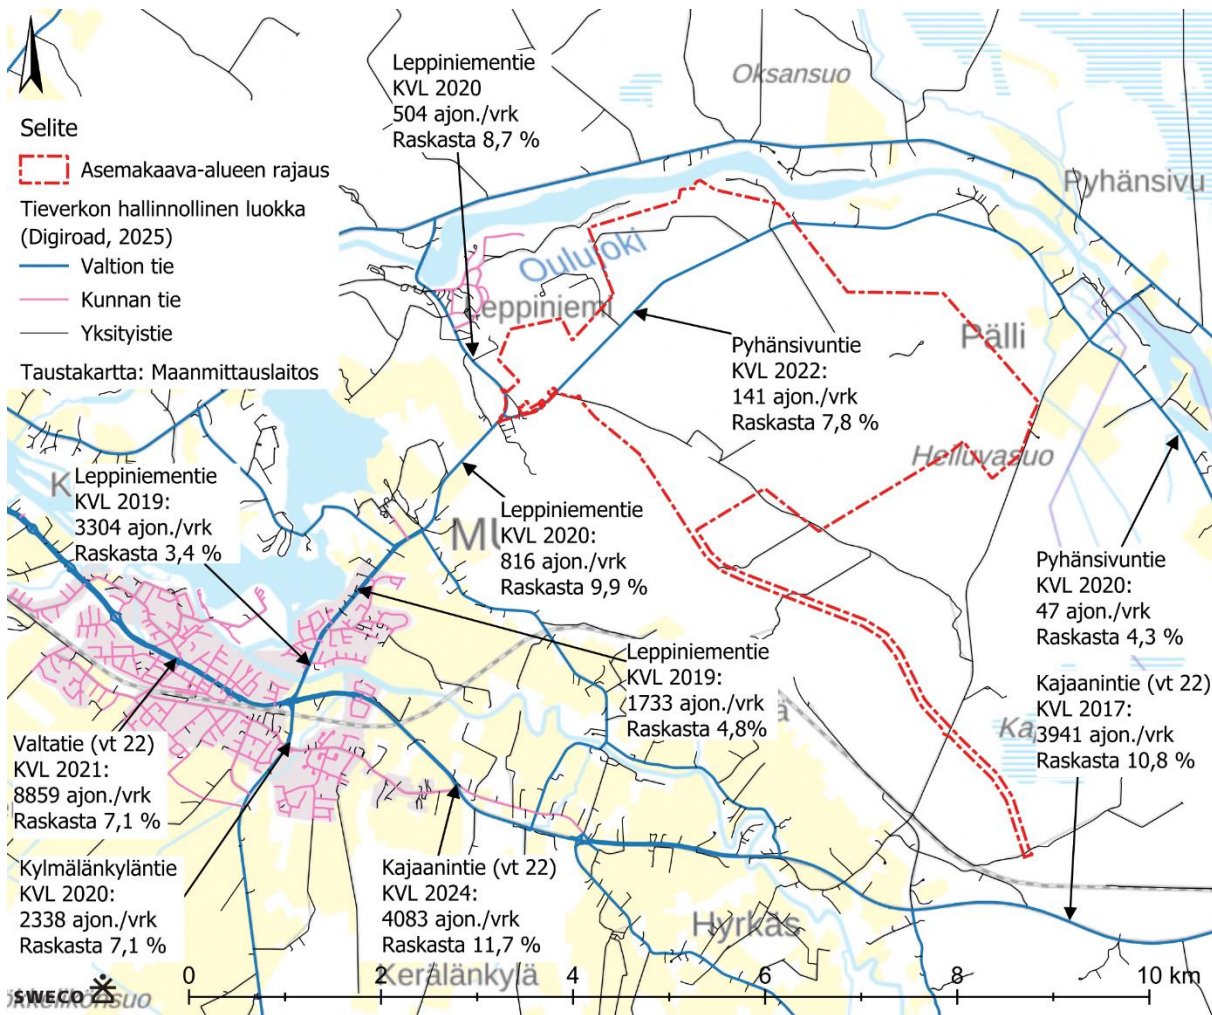 Leppiniementie
KVL 2020
504 ajon./vrk
Raskasta 8,7 %
Oksansuo
Selite
Asemakaava-alueen rajaus
Tieverkon hallinnollinen luokka
(Digiroad, 2025)
Valtion tie
Kunnan tie
Yksityistie
Taustakartta: Maanmittauslaitos
Pyhänsivu
Oulujoki
Leppiniemi
Pälli
Pyhänsivuntie
KVL 2022:
141 ajon./vrk
Raskasta 7,8 %
Heiluvasuo
Leppiniementie
KVL 2019:
3304 ajon./vrk
Raskasta 3,4 %
K
Leppiniementie
KVL 2020:
816 ajon./vrk
Raskasta 9,9 %
Pyhänsivuntie
KVL 2020:
47 ajon./vrk
Raskasta 4,3 %
Leppiniementie
KVL 2019:
1733 ajon./vrk
Raskasta 4,8%
Kajaanintie (vt 22)
KVL 2017:
3941 ajon./vrk
Raskasta 10,8 %
Valtatie (vt 22)
KVL 2021:
8859 ajon./vrk
Raskasta 7,1 %
Kylmälänkyläntie
KVL 2020:
2338 ajon./vrk
Raskasta 7,1 %
Kajaanintie (vt 22)
KVL 2024:
4083 ajon./vrk
Raskasta 11,7 %
Hyrkäs
Kerälänkylä
SWECO
0 2 4 6 8 10 km